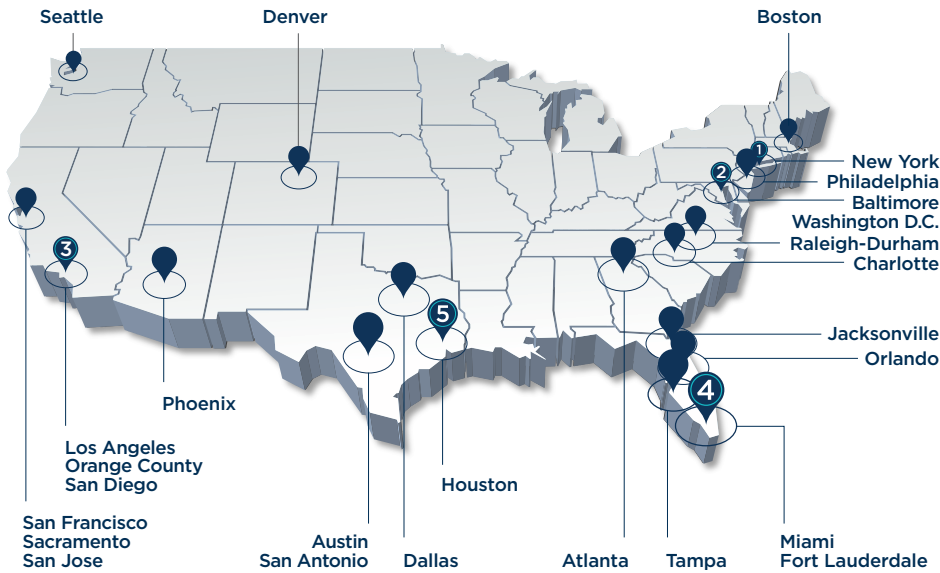 Seattle
Denver
Boston
1
New York
2
Philadelphia
Baltimore
Washington D.C.
3
Raleigh-Durham
Charlotte
5
Jacksonville
Orlando
4
Phoenix
Los Angeles
Orange County
San Diego
Houston
San Francisco
Sacramento
San Jose
Austin
San Antonio
Dallas
Atlanta
Tampa
Miami
Fort Lauderdale